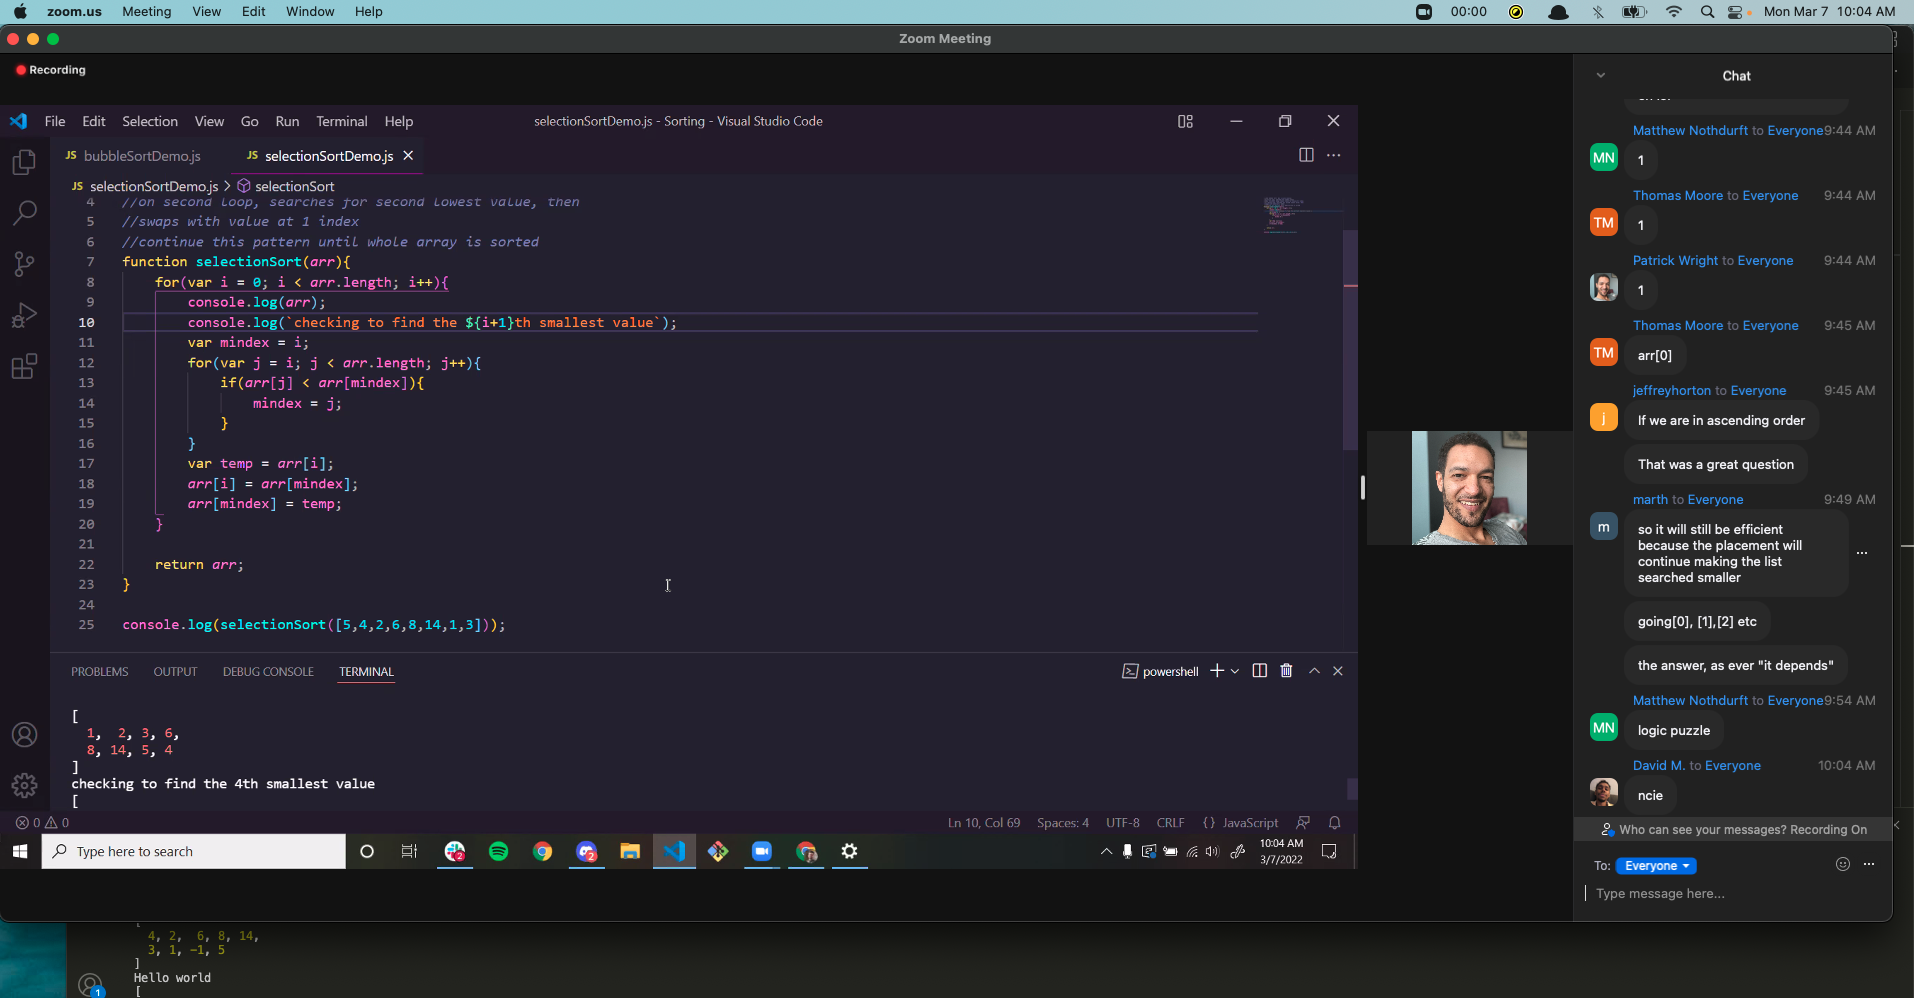 zoom.us Meeting View Edit Window Help 00:00 Mon Mar 7 10:04 AM
Zoom Meeting
Recording
File Edit Selection View Go Run Terminal Help selectionSortDemo.js - Sorting - Visual Studio Code
JS bubbleSortDemo.js JS selectionSortDemo.js
JS selectionSortDemo.js > selectionSort
4 //on second loop, searches for second lowest value, then
5 //swaps with value at 1 index
6 //continue this pattern until whole array is sorted
7 function selectionSort(arr){
8 for(var i = 0; i < arr.length; i++){
9 console.log(arr);
10 console.log(`checking to find the ${i+1}th smallest value`);
11 var mindex = i;
12 for(var j = i; j < arr.length; j++){
13 if(arr[j] < arr[mindex]){
14 mindex = j;
15 }
16 }
17 var temp = arr[i];
18 arr[i] = arr[mindex];
19 arr[mindex] = temp;
20 }
21
22 return arr;
23 }
24
25 console.log(selectionSort([5,4,2,6,8,14,1,3]));
PROBLEMS OUTPUT DEBUG CONSOLE TERMINAL powershell
[
1, 2, 3, 6,
8, 14, 5, 4
]
checking to find the 4th smallest value
[
0 0 Ln 10, Col 69 Spaces: 4 UTF-8 CRLF {} JavaScript
Type here to search 2 2 10:04 AM
3/7/2022
Chat
Matthew Nothdurft to Everyone 9:44 AM
MN 1
Thomas Moore to Everyone 9:44 AM
TM 1
Patrick Wright to Everyone 9:44 AM
1
Thomas Moore to Everyone 9:45 AM
TM arr[0]
jeffreyhorton to Everyone 9:45 AM
j If we are in ascending order
That was a great question
marth to Everyone 9:49 AM
m so it will still be efficient
because the placement will
continue making the list
searched smaller
going[0], [1],[2] etc
the answer, as ever "it depends"
Matthew Nothdurft to Everyone 9:54 AM
MN logic puzzle
David M. to Everyone 10:04 AM
ncie
Who can see your messages? Recording On
To: Everyone
Type message here...
4, 2, 6, 8, 14,
3, 1, -1, 5
]
Hello world
[
1